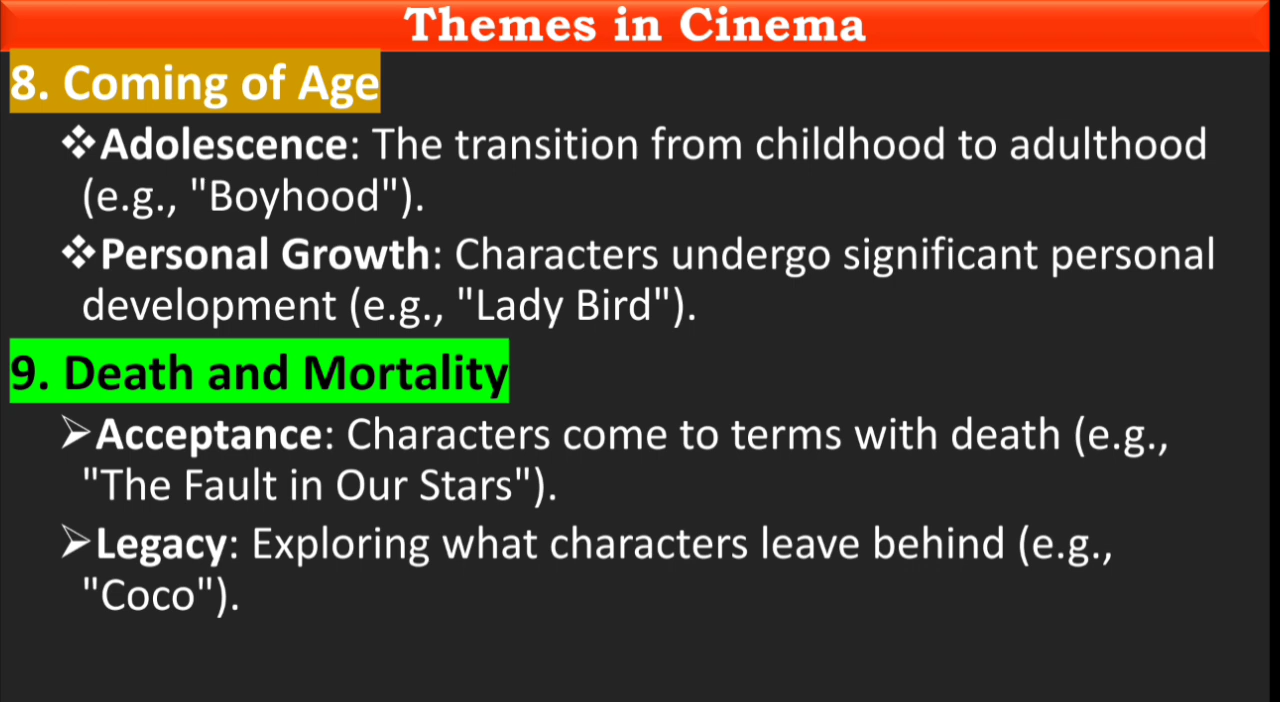 Themes in Cinema
8. Coming of Age
❖Adolescence: The transition from childhood to adulthood
(e.g., "Boyhood").
❖Personal Growth: Characters undergo significant personal
development (e.g., "Lady Bird").
9. Death and Mortality
➢Acceptance: Characters come to terms with death (e.g.,
"The Fault in Our Stars").
➢Legacy: Exploring what characters leave behind (e.g.,
"Coco").